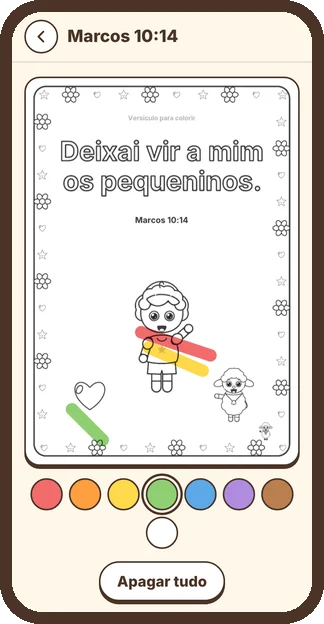 Marcos 10:14
Versículo para colorir
Deixai vir a mim
os pequeninos.
Marcos 10:14
Apagar tudo